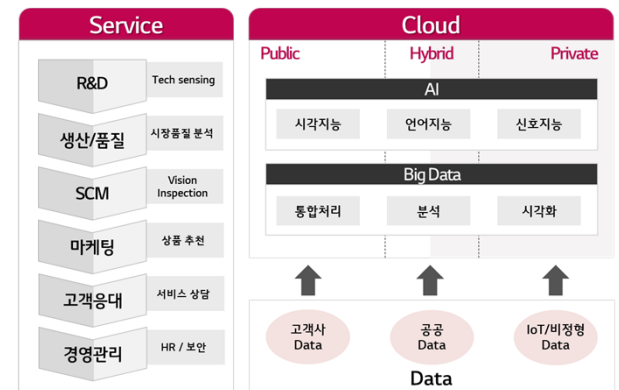 Service
R&D
Tech sensing
생산/품질
시장품질 분석
SCM
Vision
Inspection
마케팅
상품 추천
고객응대
서비스 상담
경영관리
HR / 보안
Cloud
Public
Hybrid
Private
AI
시각지능
언어지능
신호지능
Big Data
통합처리
분석
시각화
고객사
Data
공공
Data
IoT/비정형
Data
Data